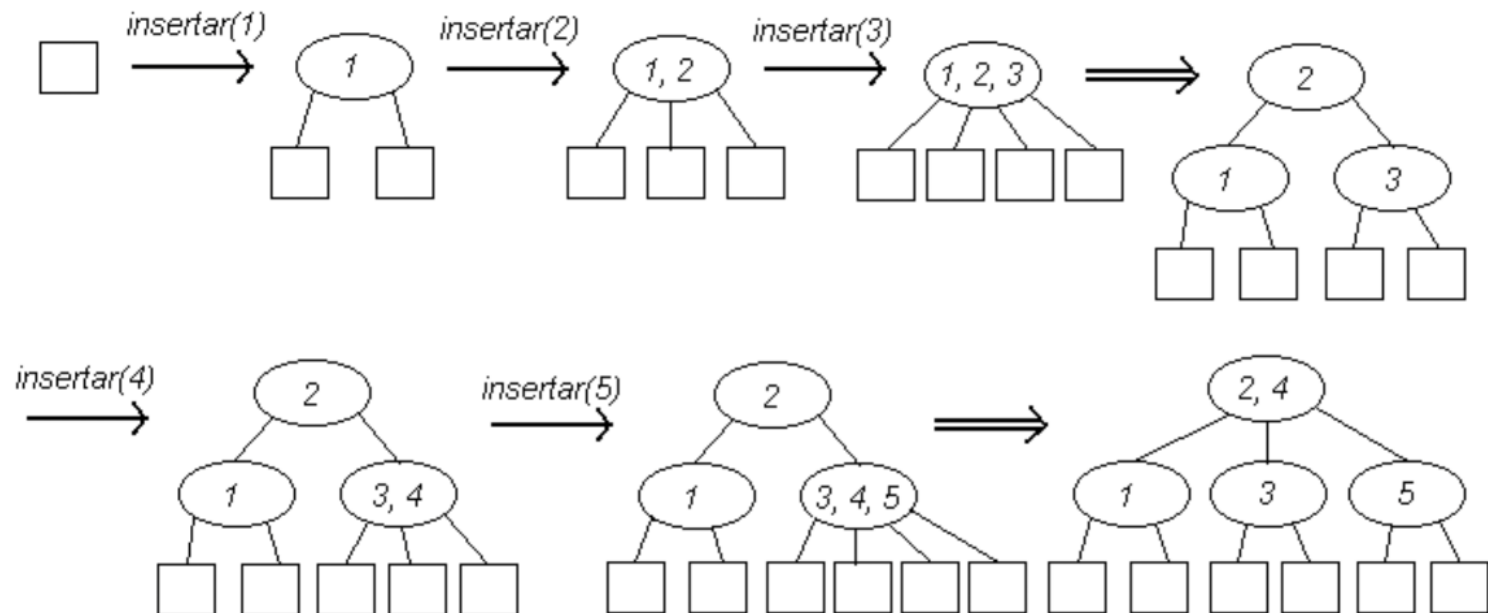 insertar(1)
insertar(2)
insertar(3)
1
1, 2
1, 2, 3
2
1
3
insertar(4)
insertar(5)
2
2
2, 4
1
3, 4
1
3, 4, 5
1
3
5